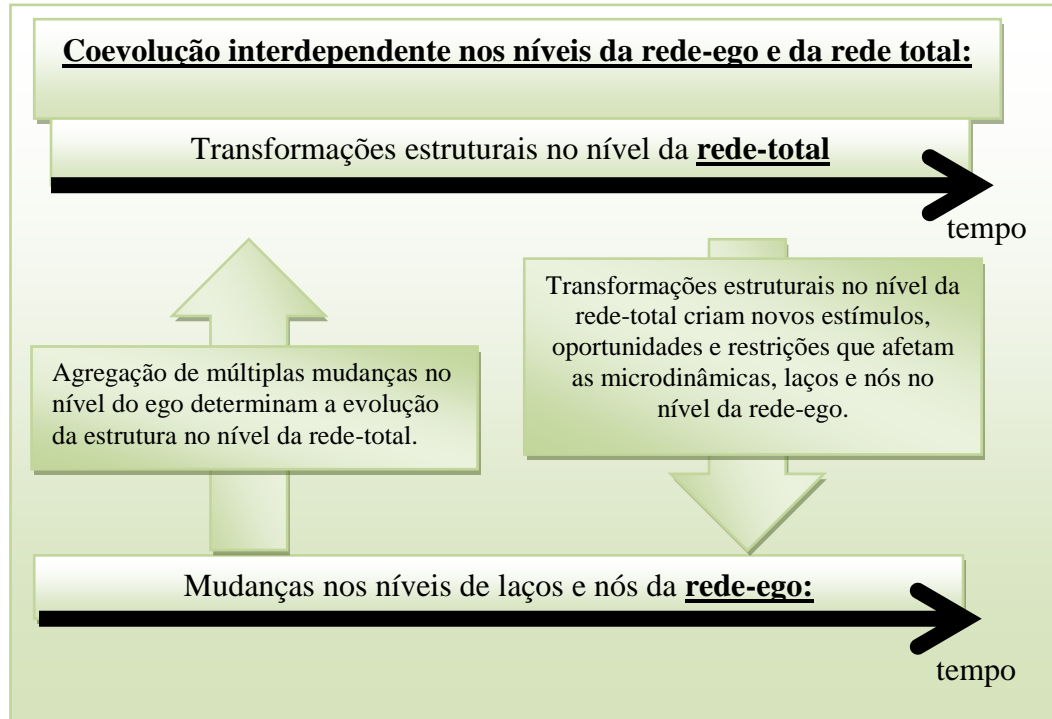 Coevolução interdependente nos níveis da rede-ego e da rede total:
Transformações estruturais no nível da rede-total
tempo
Agregação de múltiplas mudanças no
nível do ego determinam a evolução
da estrutura no nível da rede-total.
Transformações estruturais no nível da
rede-total criam novos estímulos,
oportunidades e restrições que afetam
as microdinâmicas, laços e nós no
nível da rede-ego.
Mudanças nos níveis de laços e nós da rede-ego:
tempo